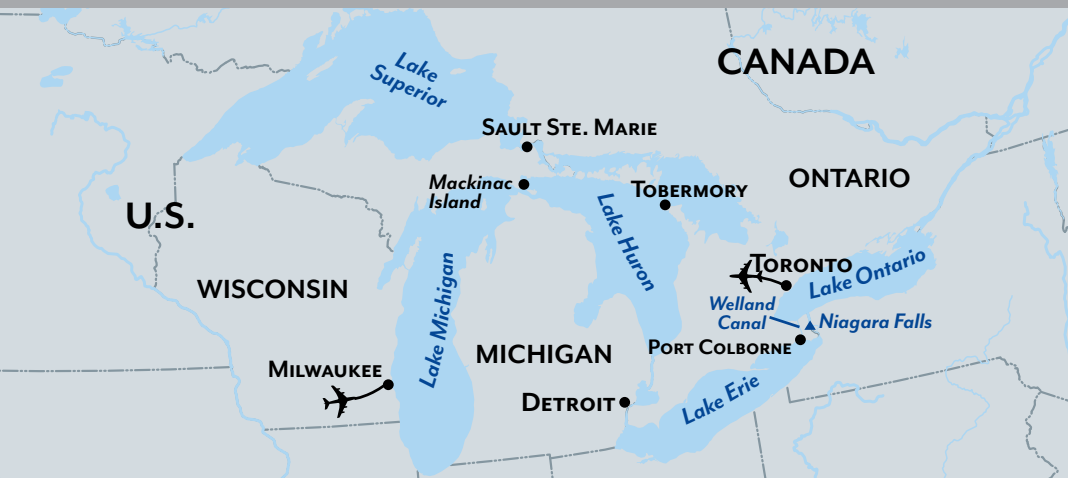 CANADA
Lake
Superior
SAULT STE. MARIE
Mackinac
Island
TOBERMORY
ONTARIO
U.S.
Lake Huron
TORONTO
Lake Ontario
WISCONSIN
Lake Michigan
Welland
Canal
Niagara Falls
MICHIGAN
PORT COLBORNE
MILWAUKEE
DETROIT
Lake Erie